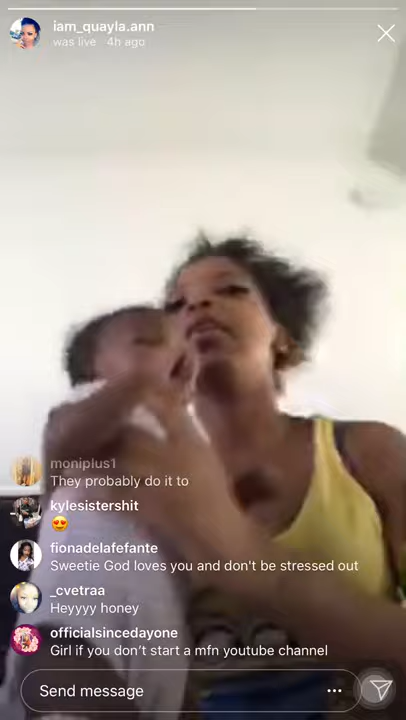 iam_quayla.ann
was live 4h ago
moniplus1
They probably do it to
kylesistershit
😍
fionadelafefante
Sweetie God loves you and don't be stressed out
_cvetraa
Heyyyy honey
officialsincedayone
Girl if you don't start a mfn youtube channel
Send message